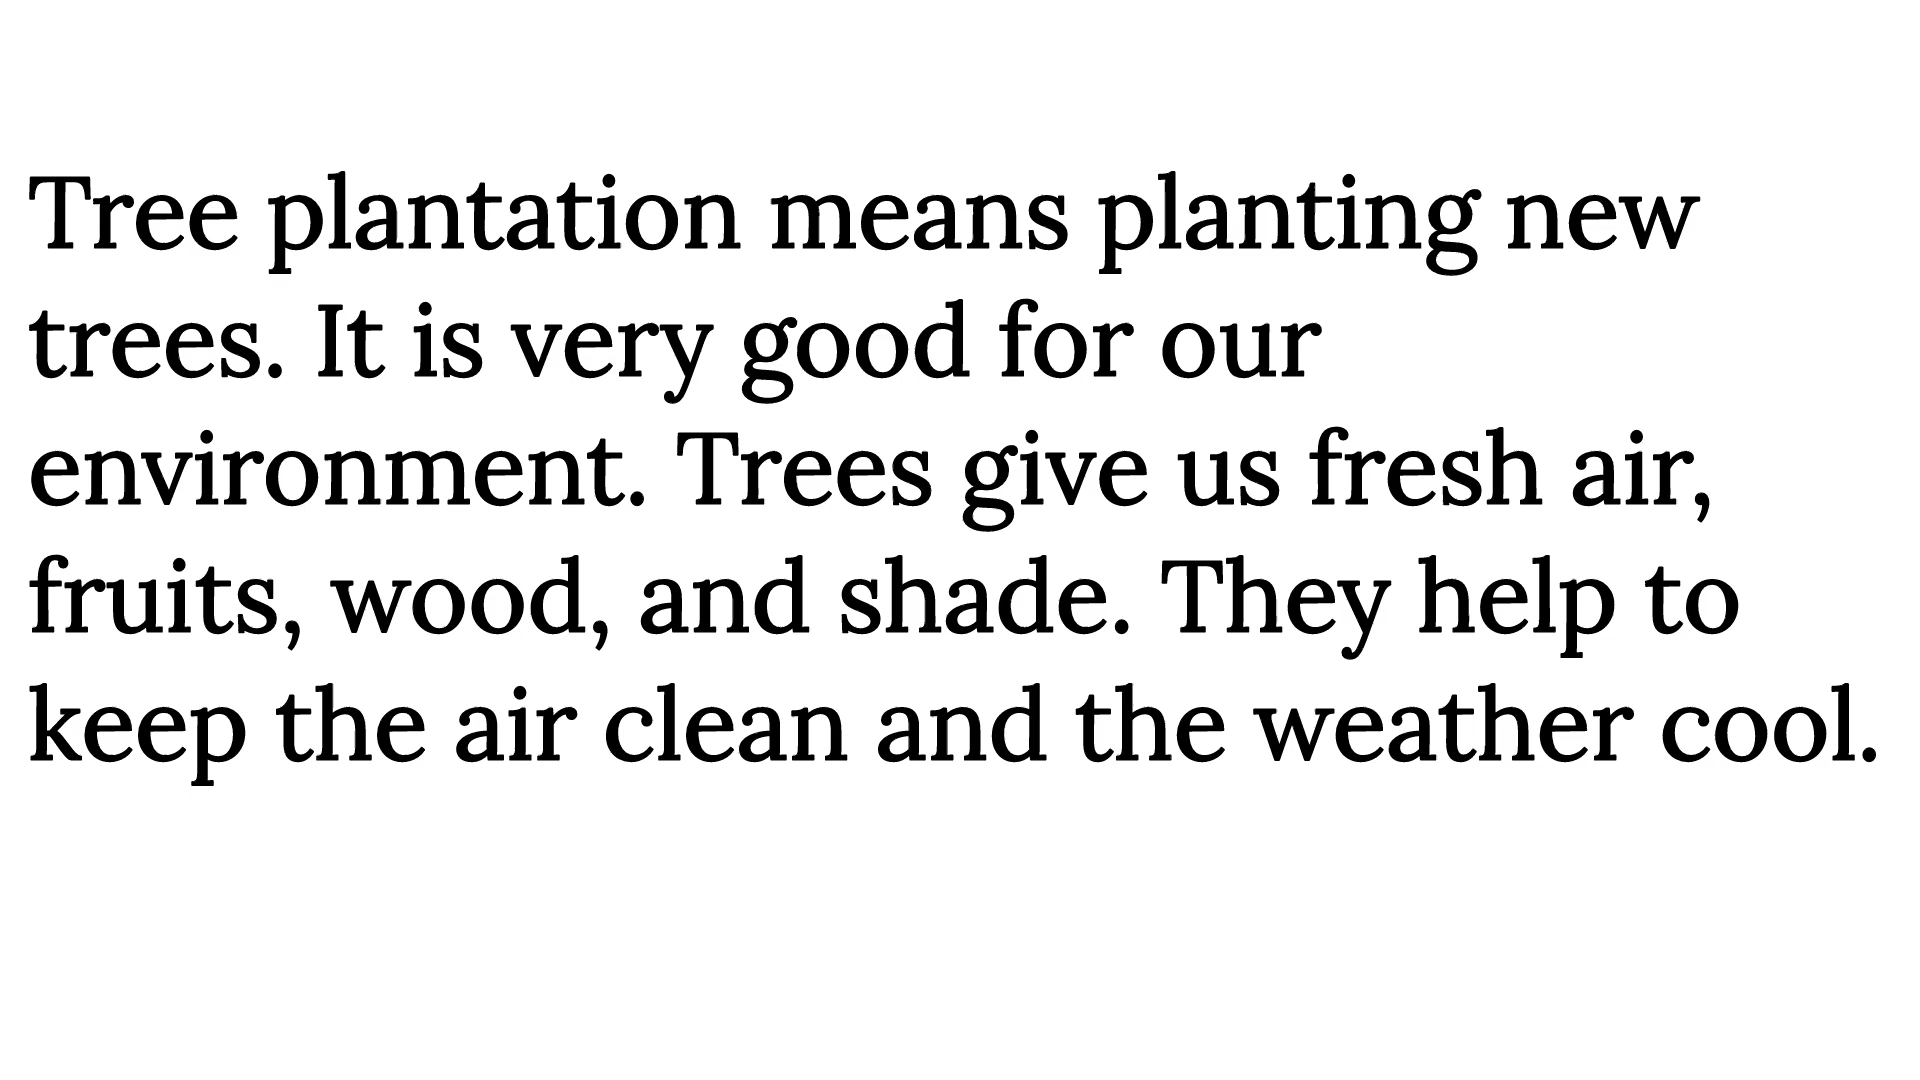 Tree plantation means planting new
trees. It is very good for our
environment. Trees give us fresh air,
fruits, wood, and shade. They help to
keep the air clean and the weather cool.